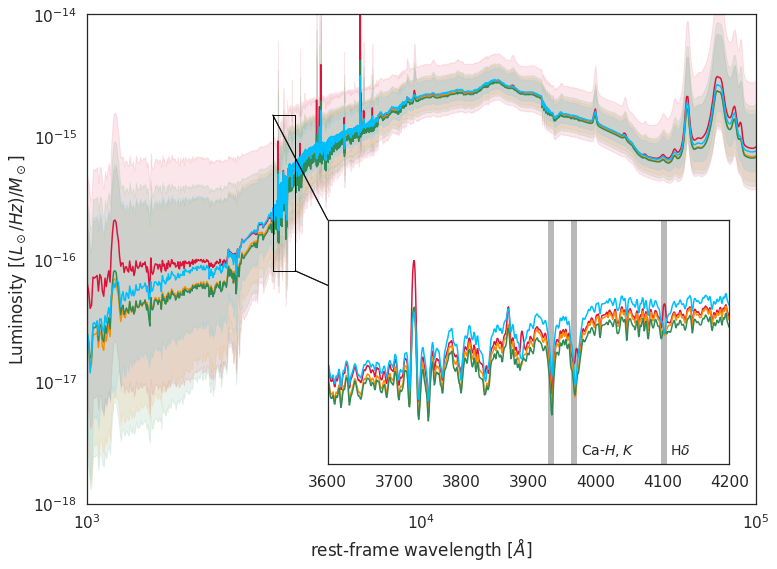 10⁻¹⁴
10⁻¹⁵
10⁻¹⁶
10⁻¹⁷
10⁻¹⁸
Luminosity [(L⊙/Hz)/M⊙]
Ca-H, K
Hδ
3600 3700 3800 3900 4000 4100 4200
10³ 10⁴ 10⁵
rest-frame wavelength [Å]